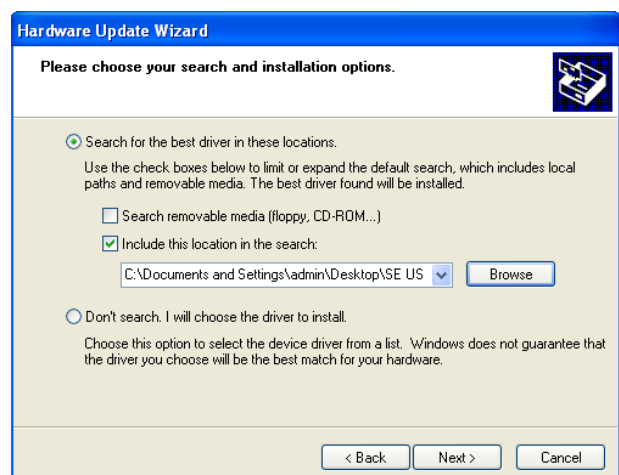 Hardware Update Wizard
Please choose your search and installation options.
Search for the best driver in these locations.
Use the check boxes below to limit or expand the default search, which includes local
paths and removable media. The best driver found will be installed.
Search removable media (floppy, CD-ROM...)
Include this location in the search:
C:\Documents and Settings\admin\Desktop\SE US
Browse
Don't search. I will choose the driver to install.
Choose this option to select the device driver from a list. Windows does not guarantee that
the driver you choose will be the best match for your hardware.
< Back Next > Cancel